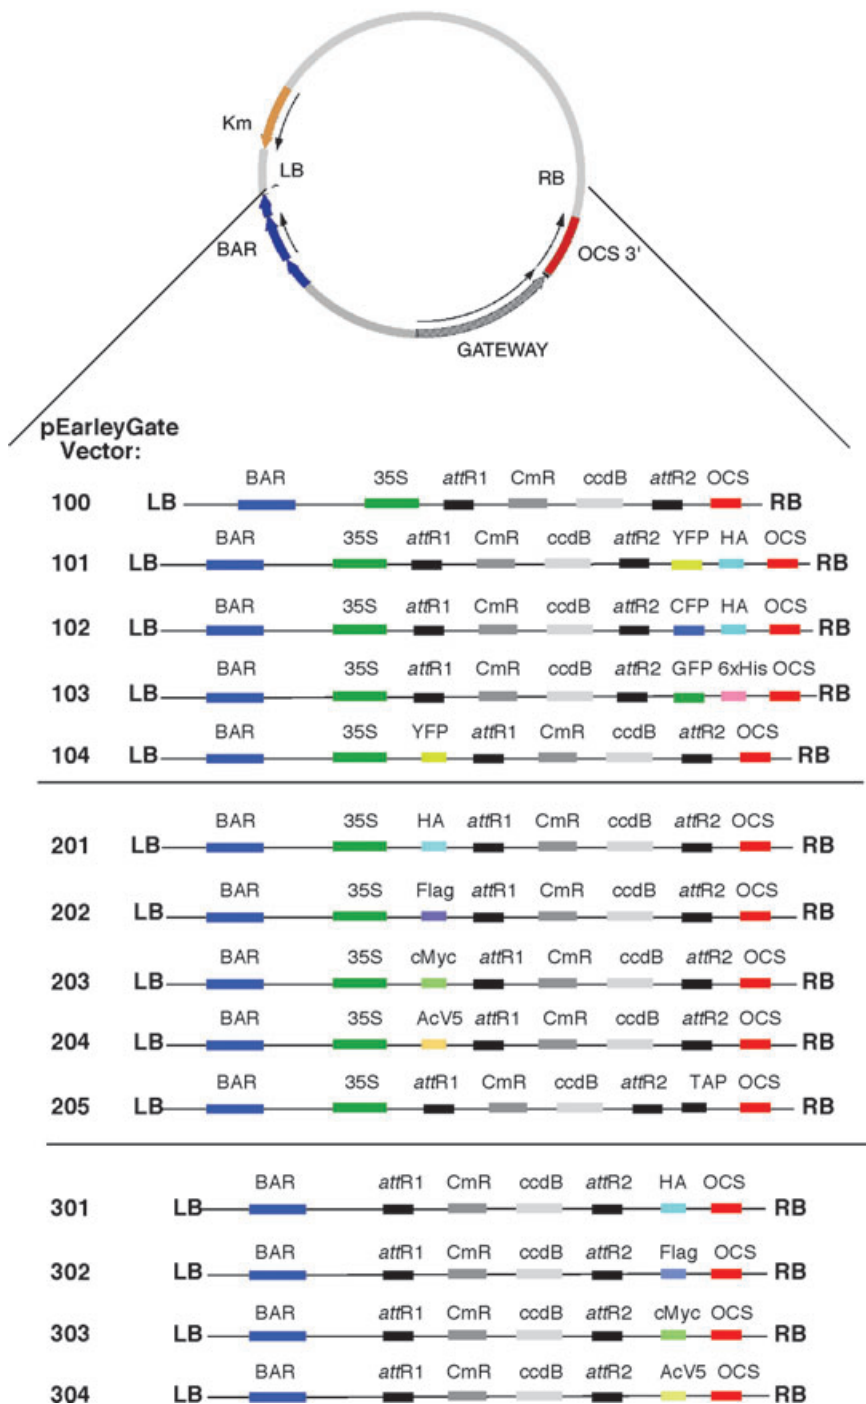 Km
LB
RB
BAR
OCS 3'
GATEWAY
pEarleyGate
Vector:
BAR 35S attR1 CmR ccdB attR2 OCS
100 LB RB
BAR 35S attR1 CmR ccdB attR2 YFP HA OCS
101 LB RB
BAR 35S attR1 CmR ccdB attR2 CFP HA OCS
102 LB RB
BAR 35S attR1 CmR ccdB attR2 GFP 6xHis OCS
103 LB RB
BAR 35S YFP attR1 CmR ccdB attR2 OCS
104 LB RB
BAR 35S HA attR1 CmR ccdB attR2 OCS
201 LB RB
BAR 35S Flag attR1 CmR ccdB attR2 OCS
202 LB RB
BAR 35S cMyc attR1 CmR ccdB attR2 OCS
203 LB RB
BAR 35S AcV5 attR1 CmR ccdB attR2 OCS
204 LB RB
BAR 35S attR1 CmR ccdB attR2 TAP OCS
205 LB RB
BAR attR1 CmR ccdB attR2 HA OCS
301 LB RB
BAR attR1 CmR ccdB attR2 Flag OCS
302 LB RB
BAR attR1 CmR ccdB attR2 cMyc OCS
303 LB RB
BAR attR1 CmR ccdB attR2 AcV5 OCS
304 LB RB